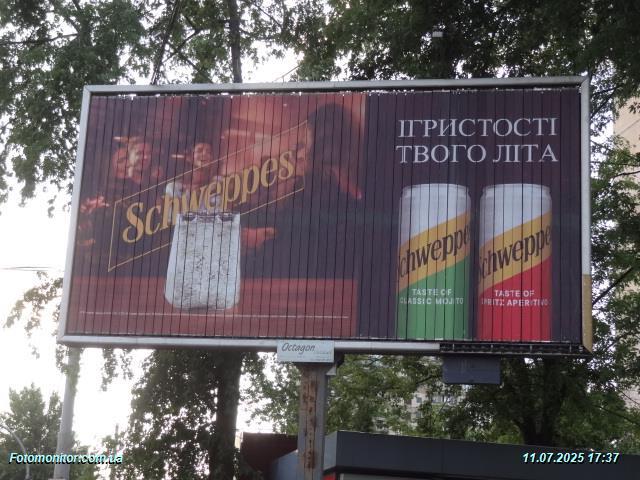 Schweppes
ІГРИСТОСТІ
ТВОГО ЛІТА
Schweppes
TASTE OF
CLASSIC MOJITO
Schweppes
TASTE OF
SPRITZ APERITIVO
Octagon
Fotomonitor.com.ua
11.07.2025 17:37